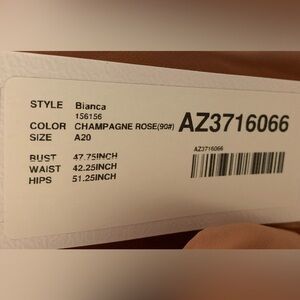 STYLE Bianca
156156
COLOR CHAMPAGNE ROSE(90#)
SIZE A20
AZ3716066
AZ3716066
BUST 47.75INCH
WAIST 42.25INCH
HIPS 51.25INCH